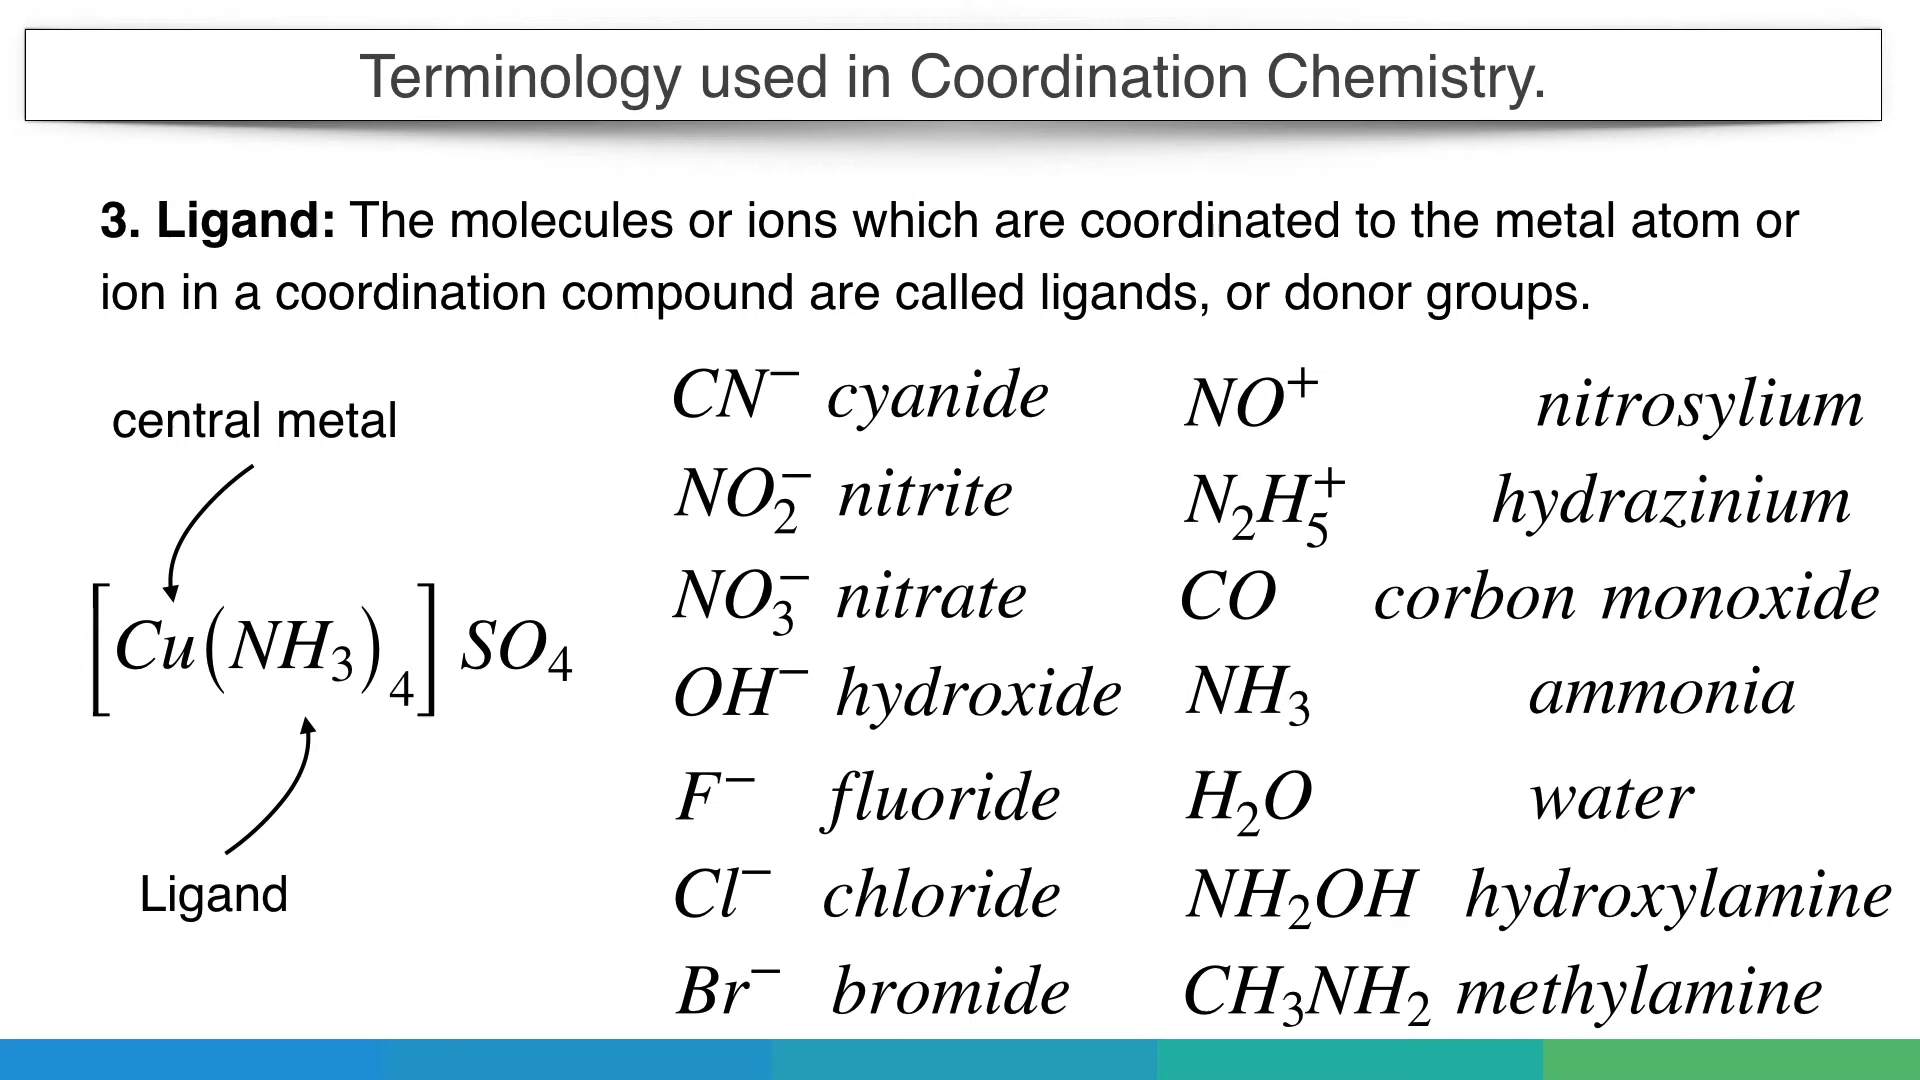 Terminology used in Coordination Chemistry.
3. Ligand: The molecules or ions which are coordinated to the metal atom or
ion in a coordination compound are called ligands, or donor groups.
central metal
[Cu(NH₃)₄] SO₄
Ligand
CN⁻ cyanide
NO₂⁻ nitrite
NO₃⁻ nitrate
OH⁻ hydroxide
F⁻ fluoride
Cl⁻ chloride
Br⁻ bromide
NO⁺ nitrosylium
N₂H₅⁺ hydrazinium
CO corbon monoxide
NH₃ ammonia
H₂O water
NH₂OH hydroxylamine
CH₃NH₂ methylamine